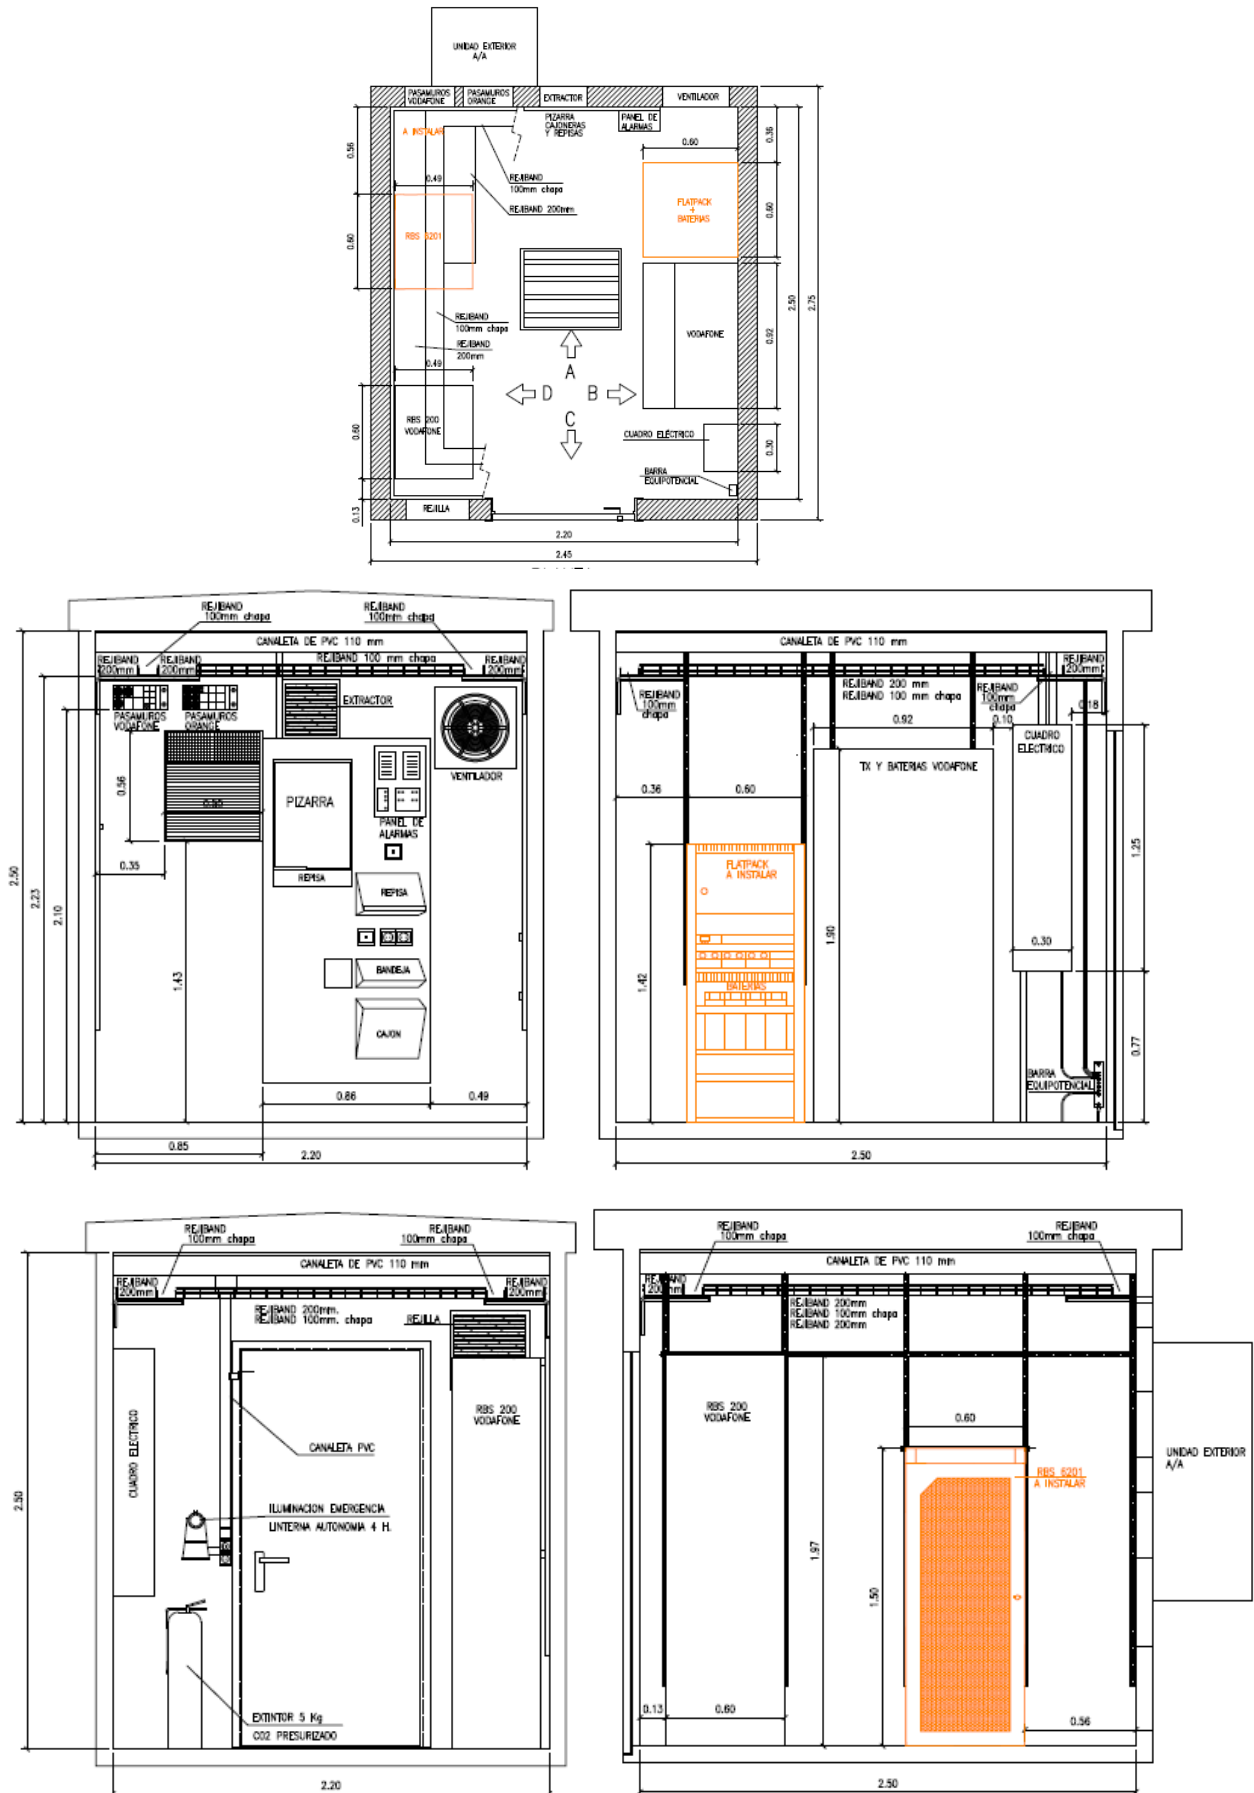 UNIDAD EXTERIOR
A/A
PASAMUROS
VODAFONE
PASAMUROS
ORANGE
EXTRACTOR
VENTILADOR
A INSTALAR
PIZARRA
CAJONERAS
Y REPISAS
PANEL DE
ALARMAS
0.56
0.36
0.60
REJIBAND
100mm chapa
0.49
REJIBAND 200mm
FLATPACK
+
BATERIAS
0.60
RBS 6201
0.60
2.50
2.75
REJIBAND
100mm chapa
REJIBAND
200mm
VODAFONE
0.92
0.49
A
D
B
C
RBS 200
VODAFONE
0.60
CUADRO ELÉCTRICO
0.30
BARRA
EQUIPOTENCIAL
0.13
REJILLA
2.20
2.45
REJIBAND
100mm chapa
REJIBAND
100mm chapa
CANALETA DE PVC 110 mm
REJIBAND
200mm
REJIBAND
200mm
REJIBAND 100 mm chapa
REJIBAND
200mm
PASAMUROS
VODAFONE
PASAMUROS
ORANGE
EXTRACTOR
VENTILADOR
0.56
PIZARRA
PANEL DE
ALARMAS
0.35
REPISA
REPISA
2.50
2.23
2.10
1.43
BANDEJA
CAJON
0.86
0.49
0.85
2.20
CANALETA DE PVC 110 mm
REJIBAND
200mm
REJIBAND
100mm
chapa
REJIBAND 200 mm
REJIBAND 100 mm chapa
REJIBAND
100mm
chapa
0.18
0.92
0.10
CUADRO
ELECTRICO
TX Y BATERIAS VODAFONE
0.36
0.60
1.25
FLATPACK
A INSTALAR
1.90
0.30
BATERIAS
1.42
0.77
BARRA
EQUIPOTENCIAL
2.50
REJIBAND
100mm chapa
REJIBAND
100mm chapa
CANALETA DE PVC 110 mm
REJIBAND
200mm
REJIBAND
200mm
REJIBAND 200mm.
REJIBAND 100mm. chapa
REJILLA
RBS 200
VODAFONE
CUADRO ELECTRICO
CANALETA PVC
2.50
ILUMINACION EMERGENCIA
LINTERNA AUTONOMIA 4 H.
EXTINTOR 5 Kg
CO2 PRESURIZADO
2.20
REJIBAND
100mm chapa
REJIBAND
100mm chapa
CANALETA DE PVC 110 mm
REJIBAND
200mm
REJIBAND
200mm
REJIBAND 200mm
REJIBAND 100mm chapa
REJIBAND 200mm
RBS 200
VODAFONE
0.60
UNIDAD EXTERIOR
A/A
RBS 6201
A INSTALAR
1.97
1.50
0.13
0.60
0.56
2.50